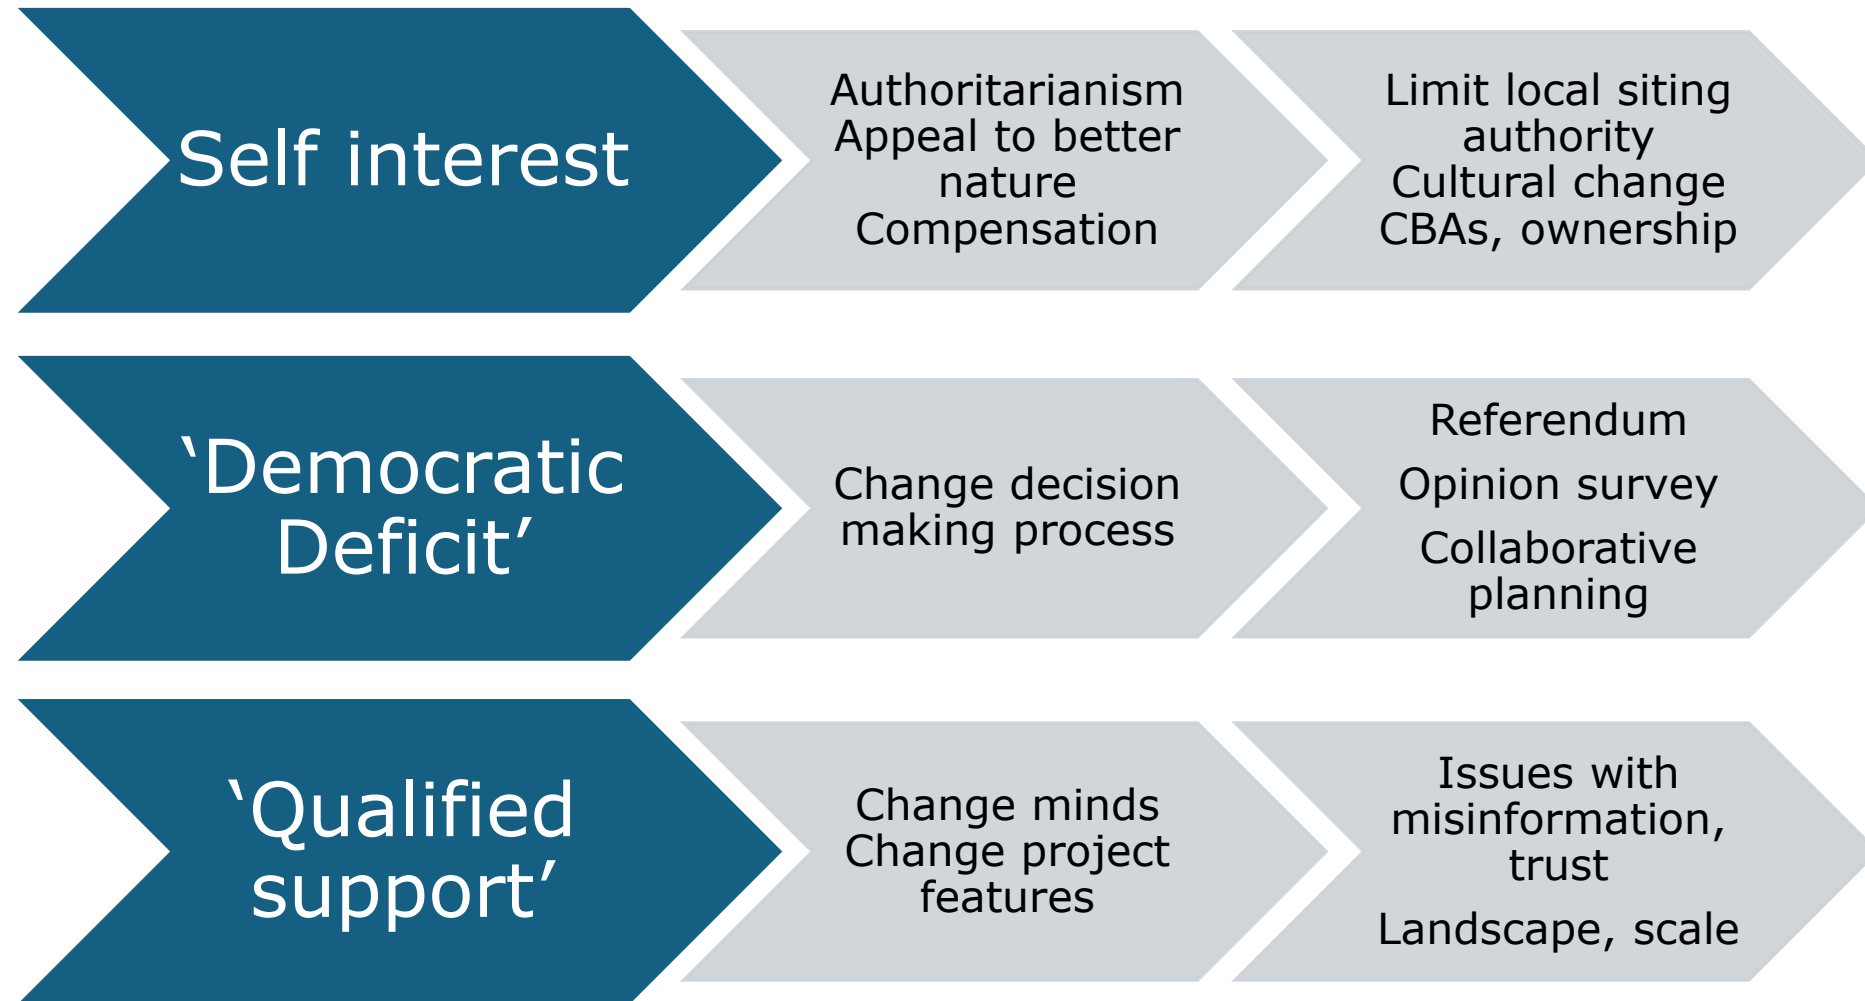 Self interest
Authoritarianism
Appeal to better
nature
Compensation
Limit local siting
authority
Cultural change
CBAs, ownership
‘Democratic
Deficit’
Change decision
making process
Referendum
Opinion survey
Collaborative
planning
‘Qualified
support’
Change minds
Change project
features
Issues with
misinformation,
trust
Landscape, scale